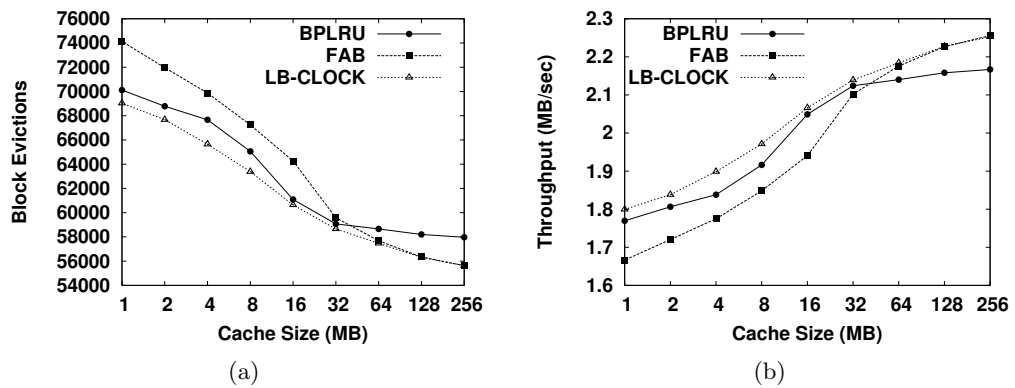 76000
74000
72000
70000
68000
66000
64000
62000
60000
58000
56000
54000
Block Evictions
BPLRU
FAB
LB-CLOCK
1 2 4 8 16 32 64 128 256
Cache Size (MB)
(a)
2.3
2.2
2.1
2
1.9
1.8
1.7
1.6
Throughput (MB/sec)
BPLRU
FAB
LB-CLOCK
1 2 4 8 16 32 64 128 256
Cache Size (MB)
(b)